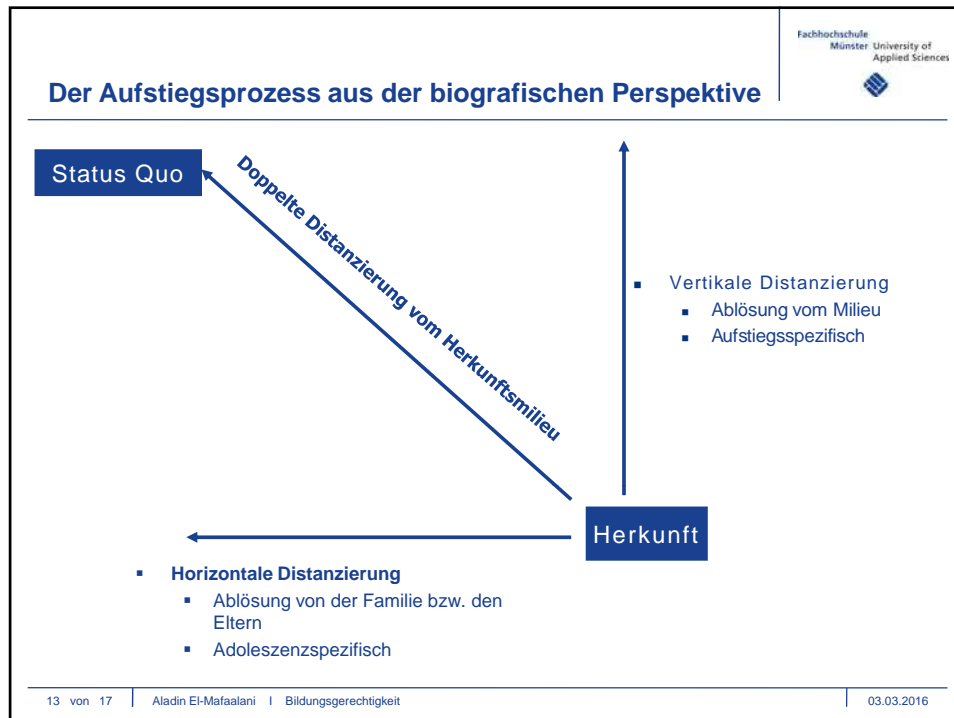 Fachhochschule
Münster University of
Applied Sciences
Der Aufstiegsprozess aus der biografischen Perspektive
Status Quo
Doppelte Distanzierung vom Herkunftsmilieu
▪ Vertikale Distanzierung
▪ Ablösung vom Milieu
▪ Aufstiegsspezifisch
Herkunft
▪ Horizontale Distanzierung
▪ Ablösung von der Familie bzw. den
Eltern
▪ Adoleszenzspezifisch
13 von 17 Aladin El-Mafaalani I Bildungsgerechtigkeit 03.03.2016